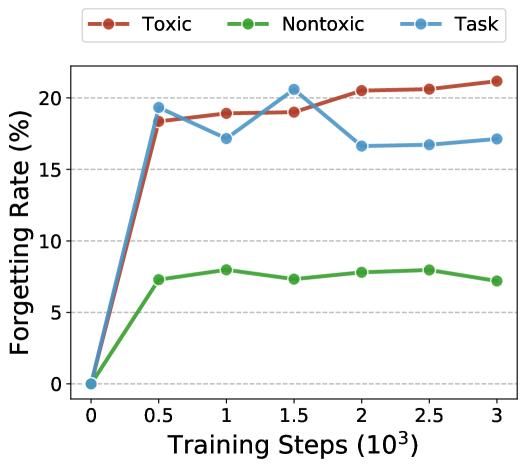 Toxic Nontoxic Task
Forgetting Rate (%)
20
15
10
5
0
0 0.5 1 1.5 2 2.5 3
Training Steps (10³)